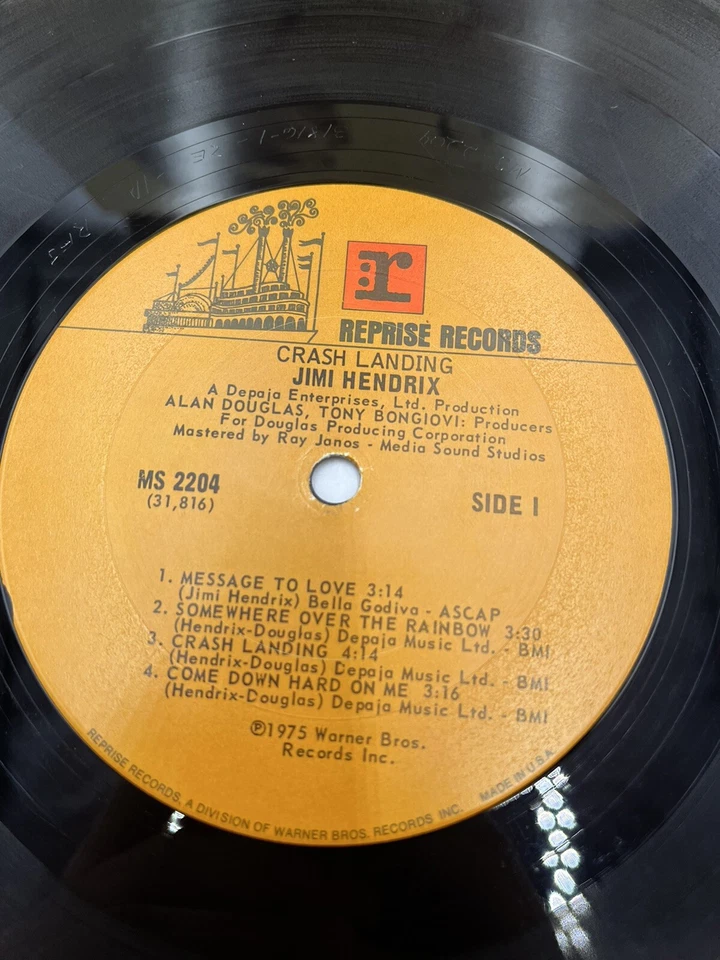 r
REPRISE RECORDS
CRASH LANDING
JIMI HENDRIX
A Depaja Enterprises, Ltd. Production
ALAN DOUGLAS, TONY BONGIOVI: Producers
For Douglas Producing Corporation
Mastered by Ray Janos - Media Sound Studios
MS 2204
(31,816)
SIDE I
1. MESSAGE TO LOVE 3:14
(Jimi Hendrix) Bella Godiva - ASCAP
2. SOMEWHERE OVER THE RAINBOW 3:30
(Hendrix-Douglas) Depaja Music Ltd. - BMI
3. CRASH LANDING 4:14
(Hendrix-Douglas) Depaja Music Ltd. - BMI
4. COME DOWN HARD ON ME 3:16
(Hendrix-Douglas) Depaja Music Ltd. - BMI
℗1975 Warner Bros.
Records Inc.
REPRISE RECORDS, A DIVISION OF WARNER BROS. RECORDS INC. MADE IN U.S.A.